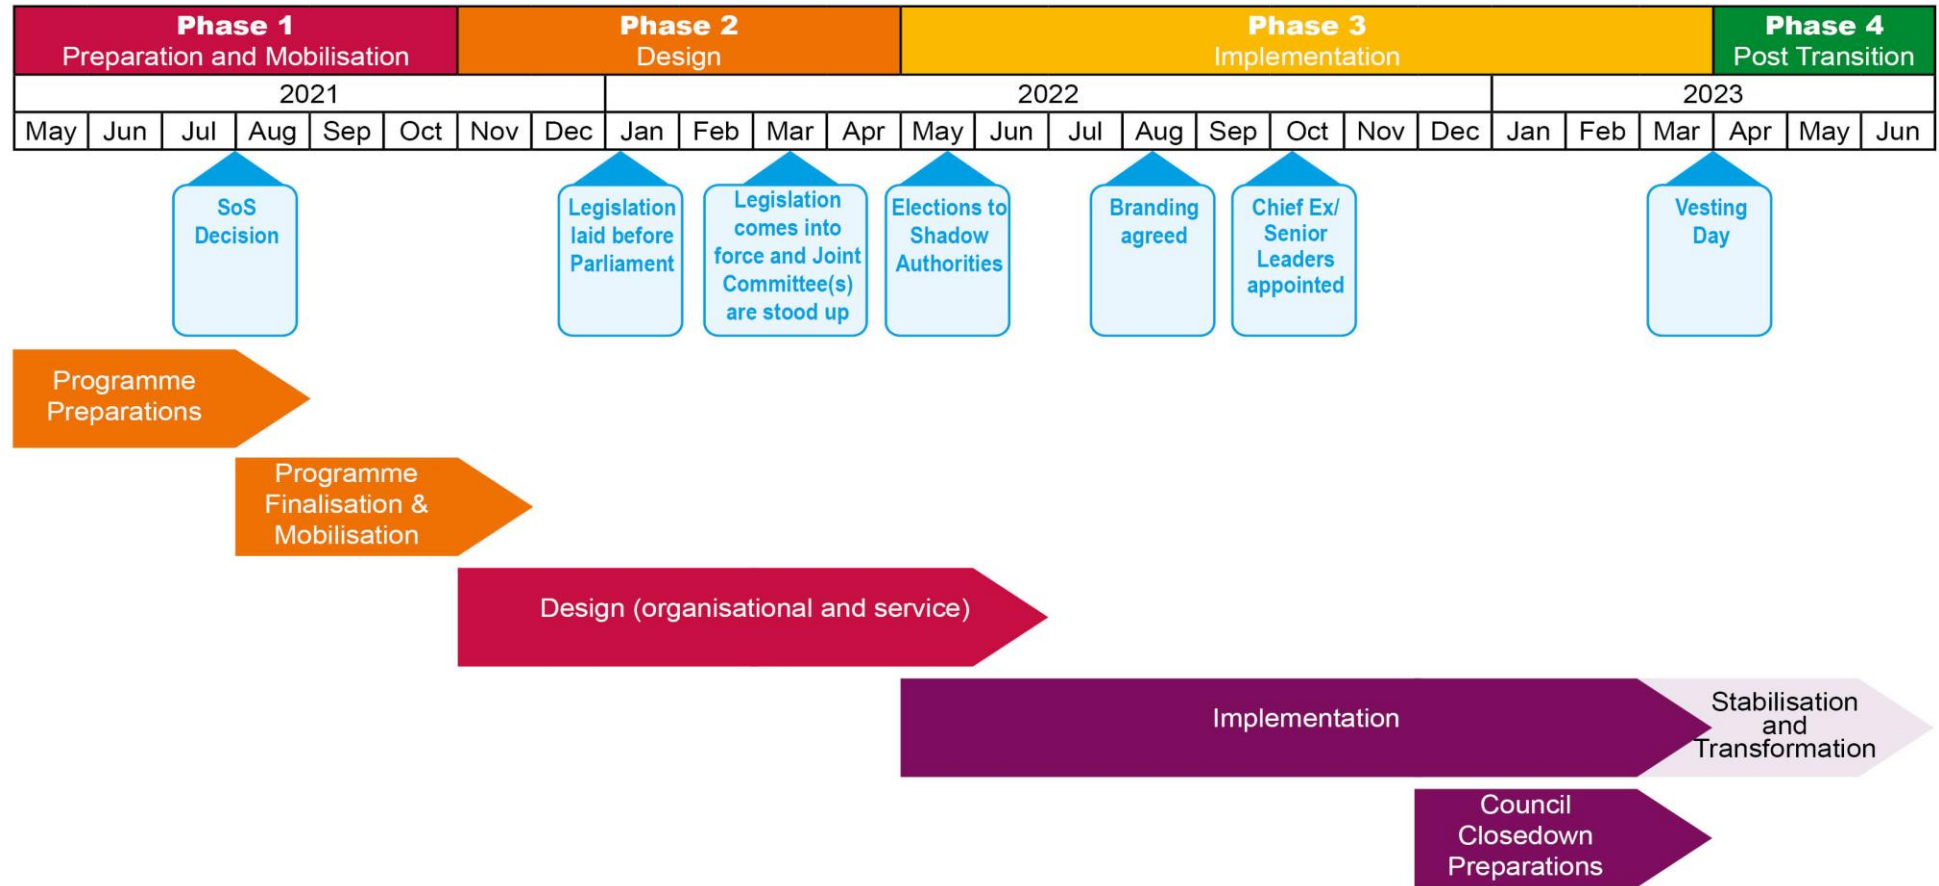 Phase 1
Preparation and Mobilisation
Phase 2
Design
Phase 3
Implementation
Phase 4
Post Transition
2021
2022
2023
May Jun Jul Aug Sep Oct Nov Dec Jan Feb Mar Apr May Jun Jul Aug Sep Oct Nov Dec Jan Feb Mar Apr May Jun
SoS
Decision
Legislation
laid before
Parliament
Legislation
comes into
force and Joint
Committee(s)
are stood up
Elections to
Shadow
Authorities
Branding
agreed
Chief Ex/
Senior
Leaders
appointed
Vesting
Day
Programme
Preparations
Programme
Finalisation &
Mobilisation
Design (organisational and service)
Implementation
Stabilisation
and
Transformation
Council
Closedown
Preparations